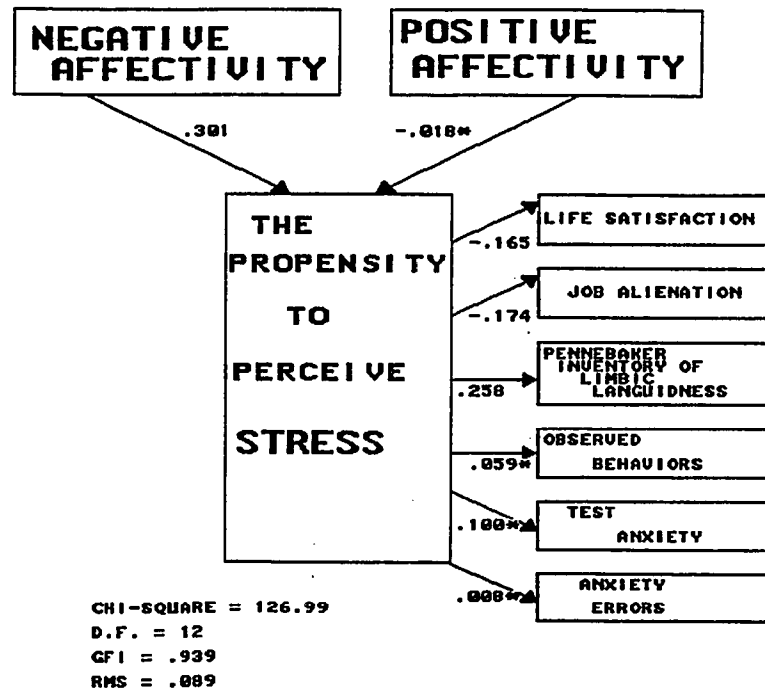 NEGATIVE
AFFECTIVITY
POSITIVE
AFFECTIVITY
.301
-.018*
THE
PROPENSITY
TO
PERCEIVE
STRESS
LIFE SATISFACTION
-.165
JOB ALIENATION
-.174
PENNEBAKER
INVENTORY OF
LIMBIC
LANGUIDNESS
.258
OBSERVED
BEHAVIORS
.059*
TEST
ANXIETY
.100*
ANXIETY
ERRORS
.008*
CHI-SQUARE = 126.99
D.F. = 12
GFI = .939
RMS = .089